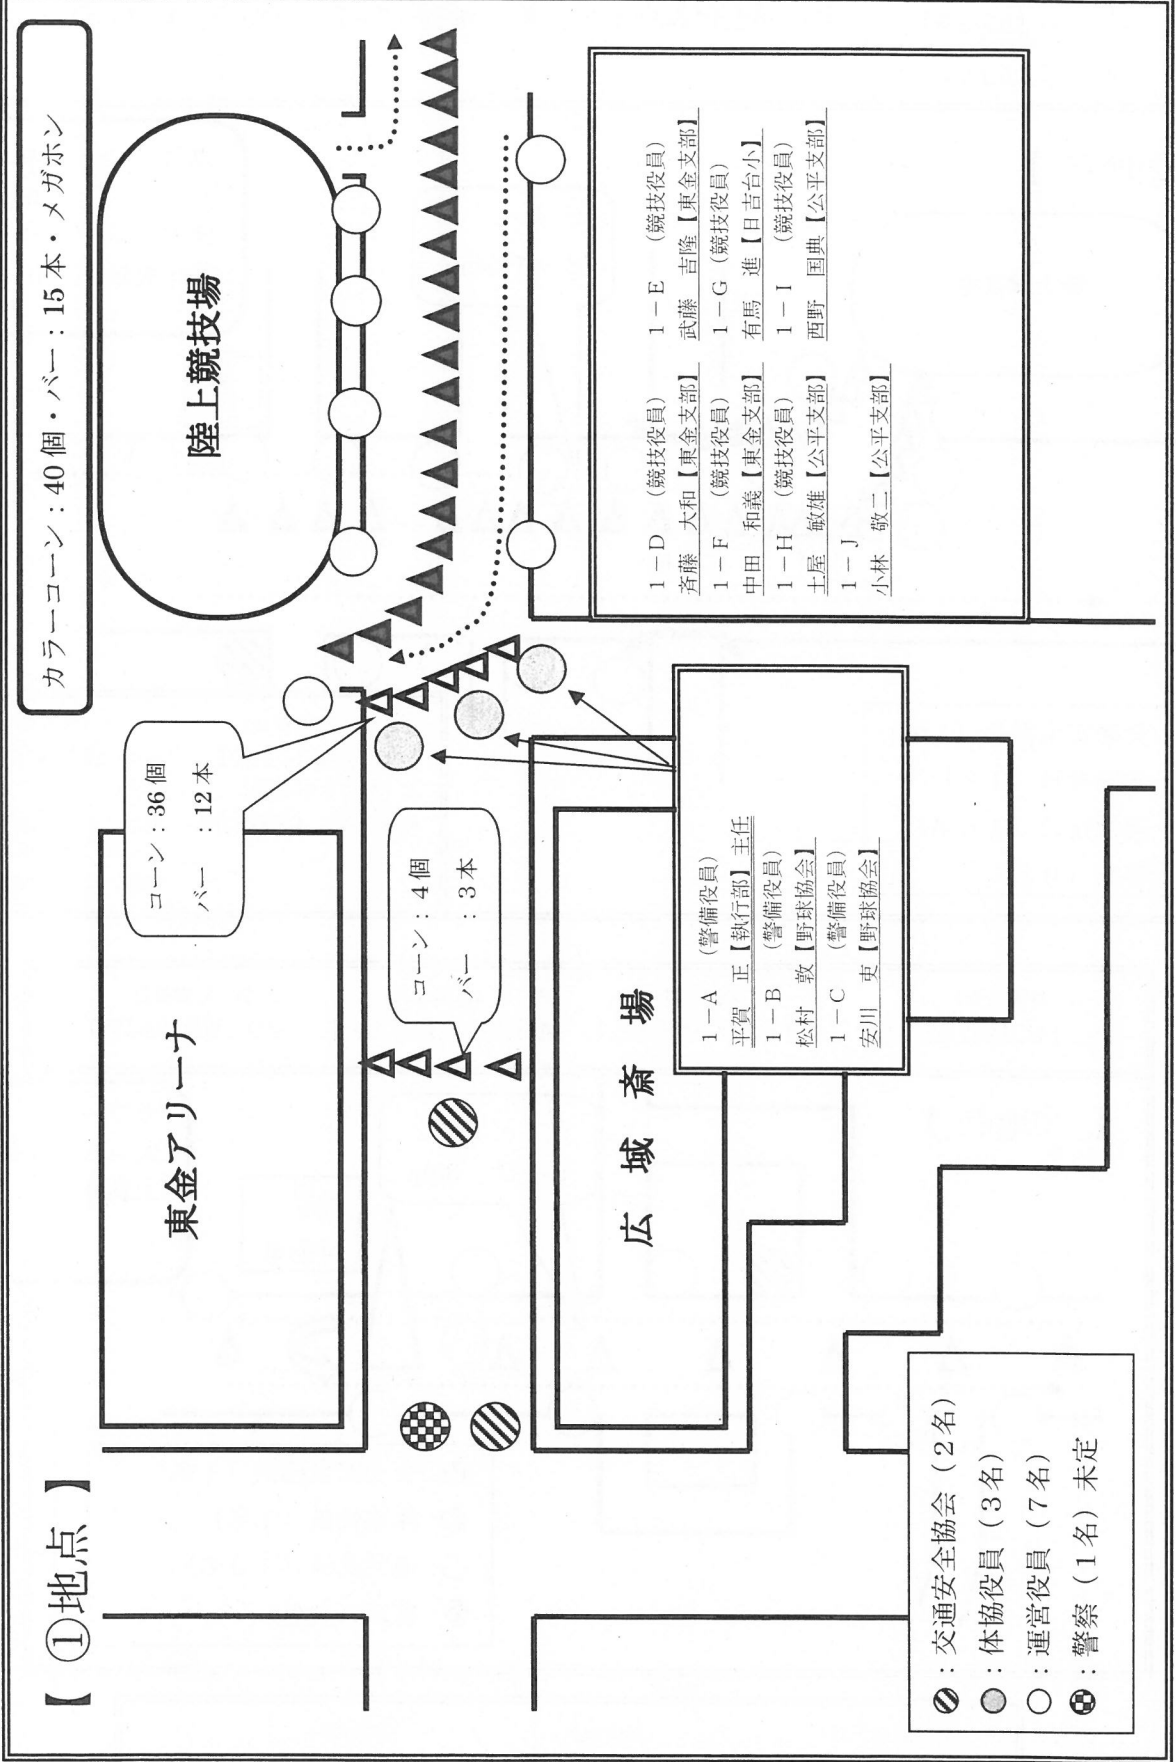 【 ①地点 】
カラーコーン：40個・バー：15本・メガホン
東金アリーナ
陸上競技場
コーン：36個
バー　：12本
コーン：4個
バー　：3本
広　域　斎　場
1－A　（警備役員）
平賀　正【執行部】主任
1－B　（警備役員）
松村　敦【野球協会】
1－C　（警備役員）
安川　吏【野球協会】
1－D　（競技役員）
斉藤　大和【東金支部】
1－E　（競技役員）
武藤　吉隆【東金支部】
1－F　（競技役員）
中田　和義【東金支部】
1－G（競技役員）
有馬　進【日吉台小】
1－H　（競技役員）
土屋　敏雄【公平支部】
1－I　（競技役員）
西野　国典【公平支部】
1－J
小林　敬二【公平支部】
：交通安全協会（2名）
：体協役員（3名）
：運営役員（7名）
：警察（1名）未定